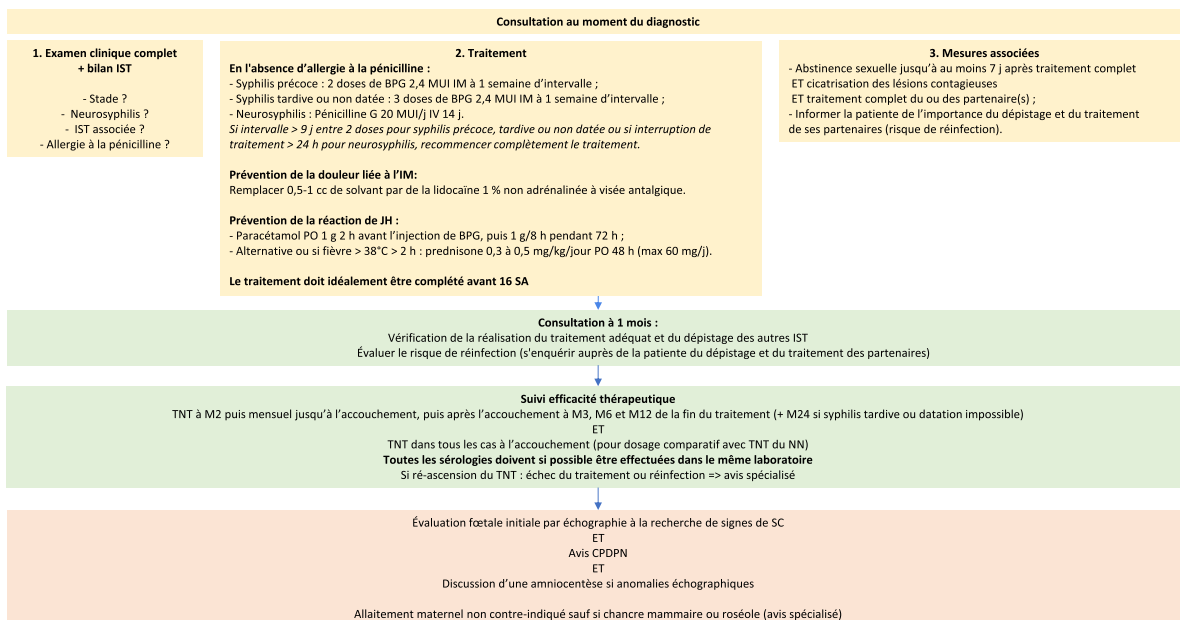 Consultation au moment du diagnostic
1. Examen clinique complet
+ bilan IST
- Stade ?
- Neurosyphilis ?
- IST associée ?
- Allergie à la pénicilline ?
2. Traitement
En l'absence d'allergie à la pénicilline :
- Syphilis précoce : 2 doses de BPG 2,4 MUI IM à 1 semaine d'intervalle ;
- Syphilis tardive ou non datée : 3 doses de BPG 2,4 MUI IM à 1 semaine d'intervalle ;
- Neurosyphilis : Pénicilline G 20 MUI/j IV 14 j.
Si intervalle > 9 j entre 2 doses pour syphilis précoce, tardive ou non datée ou si interruption de
traitement > 24 h pour neurosyphilis, recommencer complètement le traitement.
Prévention de la douleur liée à l'IM:
Remplacer 0,5-1 cc de solvant par de la lidocaïne 1 % non adrénalinée à visée antalgique.
Prévention de la réaction de JH :
- Paracétamol PO 1 g 2 h avant l'injection de BPG, puis 1 g/8 h pendant 72 h ;
- Alternative ou si fièvre > 38°C > 2 h : prednisone 0,3 à 0,5 mg/kg/jour PO 48 h (max 60 mg/j).
Le traitement doit idéalement être complété avant 16 SA
3. Mesures associées
- Abstinence sexuelle jusqu'à au moins 7 j après traitement complet
ET cicatrisation des lésions contagieuses
ET traitement complet du ou des partenaire(s) ;
- Informer la patiente de l'importance du dépistage et du traitement
de ses partenaires (risque de réinfection).
Consultation à 1 mois :
Vérification de la réalisation du traitement adéquat et du dépistage des autres IST
Évaluer le risque de réinfection (s'enquérir auprès de la patiente du dépistage et du traitement des partenaires)
Suivi efficacité thérapeutique
TNT à M2 puis mensuel jusqu'à l'accouchement, puis après l'accouchement à M3, M6 et M12 de la fin du traitement (+ M24 si syphilis tardive ou datation impossible)
ET
TNT dans tous les cas à l'accouchement (pour dosage comparatif avec TNT du NN)
Toutes les sérologies doivent si possible être effectuées dans le même laboratoire
Si ré-ascension du TNT : échec du traitement ou réinfection => avis spécialisé
Évaluation fœtale initiale par échographie à la recherche de signes de SC
ET
Avis CPDPN
ET
Discussion d'une amniocentèse si anomalies échographiques
Allaitement maternel non contre-indiqué sauf si chancre mammaire ou roséole (avis spécialisé)